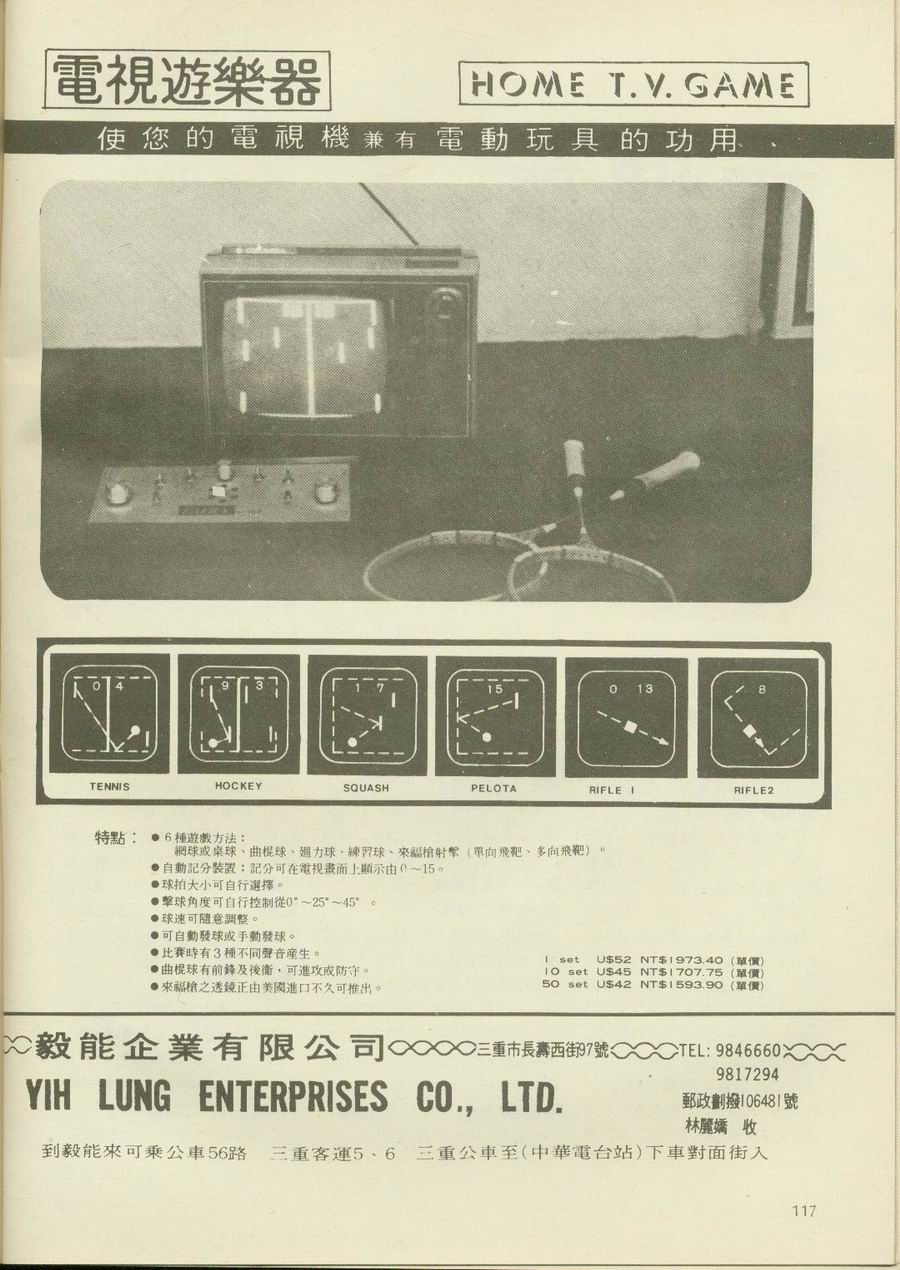 電視遊樂器
HOME T.V. GAME
使您的電視機兼有電動玩具的功用
0 4
9 3
1 7
15
0 13
8
TENNIS
HOCKEY
SQUASH
PELOTA
RIFLE 1
RIFLE2
特點：
●6種遊戲方法：
網球或桌球、曲棍球、廻力球、練習球、來福槍射擊（單向飛靶、多向飛靶）。
●自動記分裝置：記分可在電視畫面上顯示由0～15。
●球拍大小可自行選擇。
●擊球角度可自行控制從0°～25°～45°。
●球速可隨意調整。
●可自動發球或手動發球。
●比賽時有3種不同聲音産生。
●曲棍球有前鋒及後衛，可進攻或防守。
●來福槍之透鏡正由美國進口不久可推出。
1 set U$52 NT$1973.40 (單價)
10 set U$45 NT$1707.75 (單價)
50 set U$42 NT$1593.90 (單價)
毅能企業有限公司
三重市長壽西街97號
TEL: 9846660
9817294
YIH LUNG ENTERPRISES CO., LTD.
郵政劃撥106481號
林麗嬌 收
到毅能來可乘公車56路 三重客運5、6 三重公車至(中華電台站)下車對面街入
117